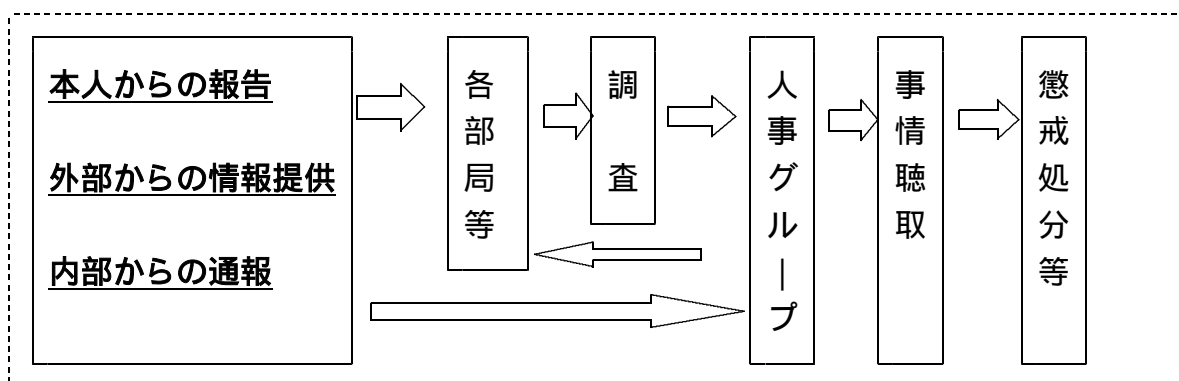 本人からの報告
外部からの情報提供
内部からの通報
各部局等
調査
人事グループ
事情聴取
懲戒処分等